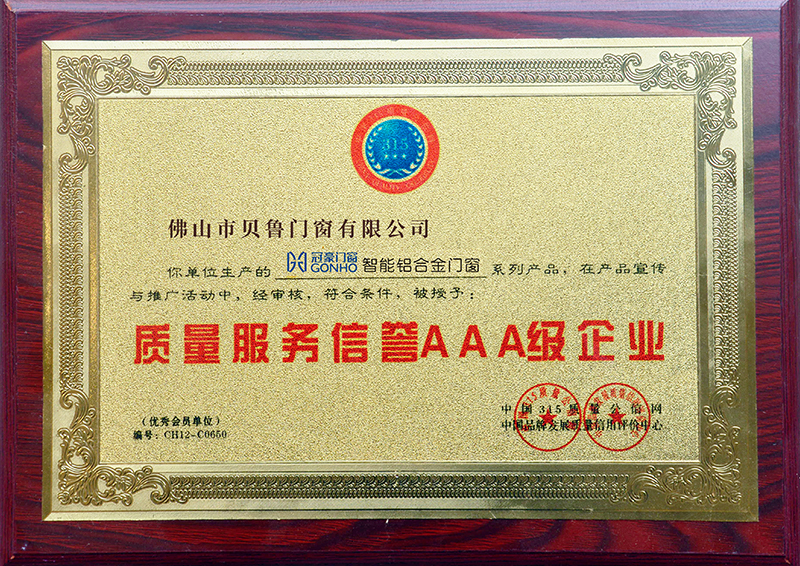 315
佛山市贝鲁门窗有限公司
你单位生产的 冠豪门窗 GONHO 智能铝合金门窗 系列产品，在产品宣传
与推广活动中，经审核，符合条件，被授予：
质量服务信誉AAA级企业
（优秀会员单位）
编号：CH12-C0650
中国315质量公信网
中国品牌发展质量信用评价中心